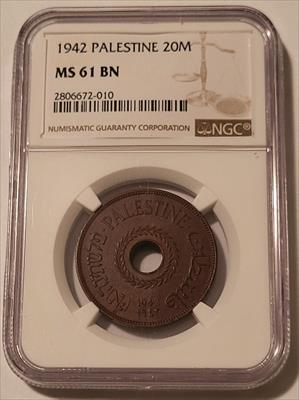 1942 PALESTINE 20M
MS 61 BN
2806672-010
NUMISMATIC GUARANTY CORPORATION
NGC
PALESTINE